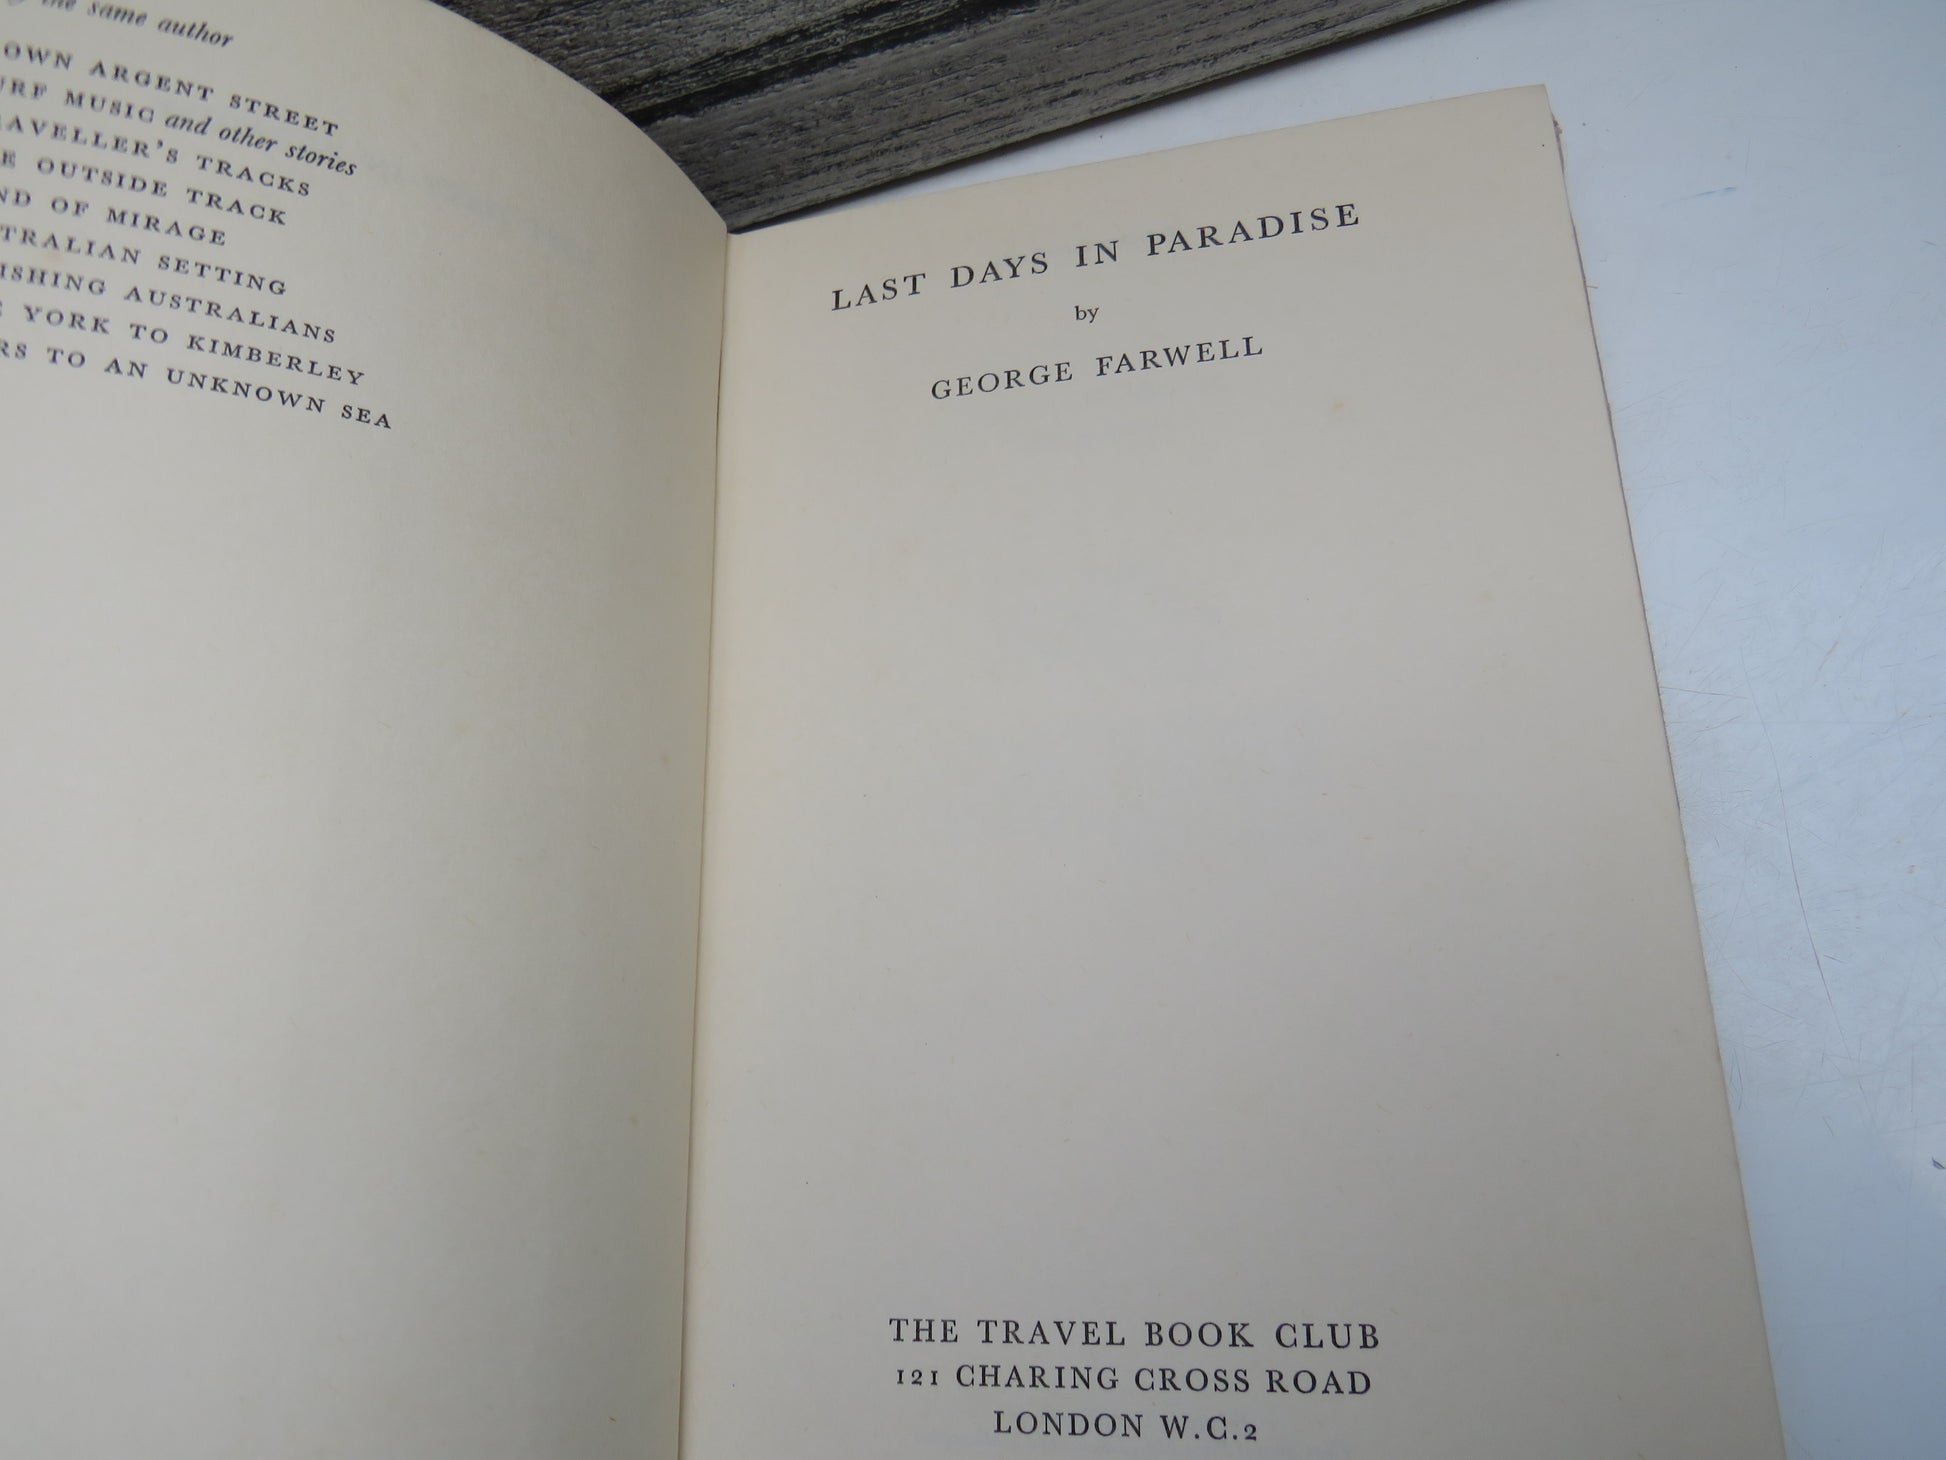 the same author
OWN ARGENT STREET
URF MUSIC and other stories
RAVELLER'S TRACKS
E OUTSIDE TRACK
ND OF MIRAGE
TRALIAN SETTING
ISHING AUSTRALIANS
E YORK TO KIMBERLEY
RS TO AN UNKNOWN SEA
LAST DAYS IN PARADISE
by
GEORGE FARWELL
THE TRAVEL BOOK CLUB
121 CHARING CROSS ROAD
LONDON W.C.2